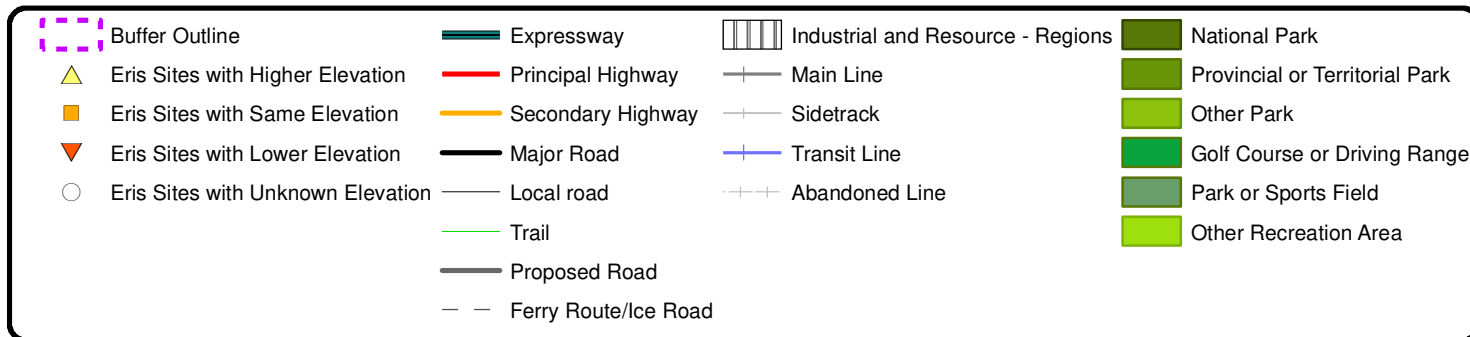 Buffer Outline
Eris Sites with Higher Elevation
Eris Sites with Same Elevation
Eris Sites with Lower Elevation
Eris Sites with Unknown Elevation
Expressway
Principal Highway
Secondary Highway
Major Road
Local road
Trail
Proposed Road
Ferry Route/Ice Road
Industrial and Resource - Regions
Main Line
Sidetrack
Transit Line
Abandoned Line
National Park
Provincial or Territorial Park
Other Park
Golf Course or Driving Range
Park or Sports Field
Other Recreation Area